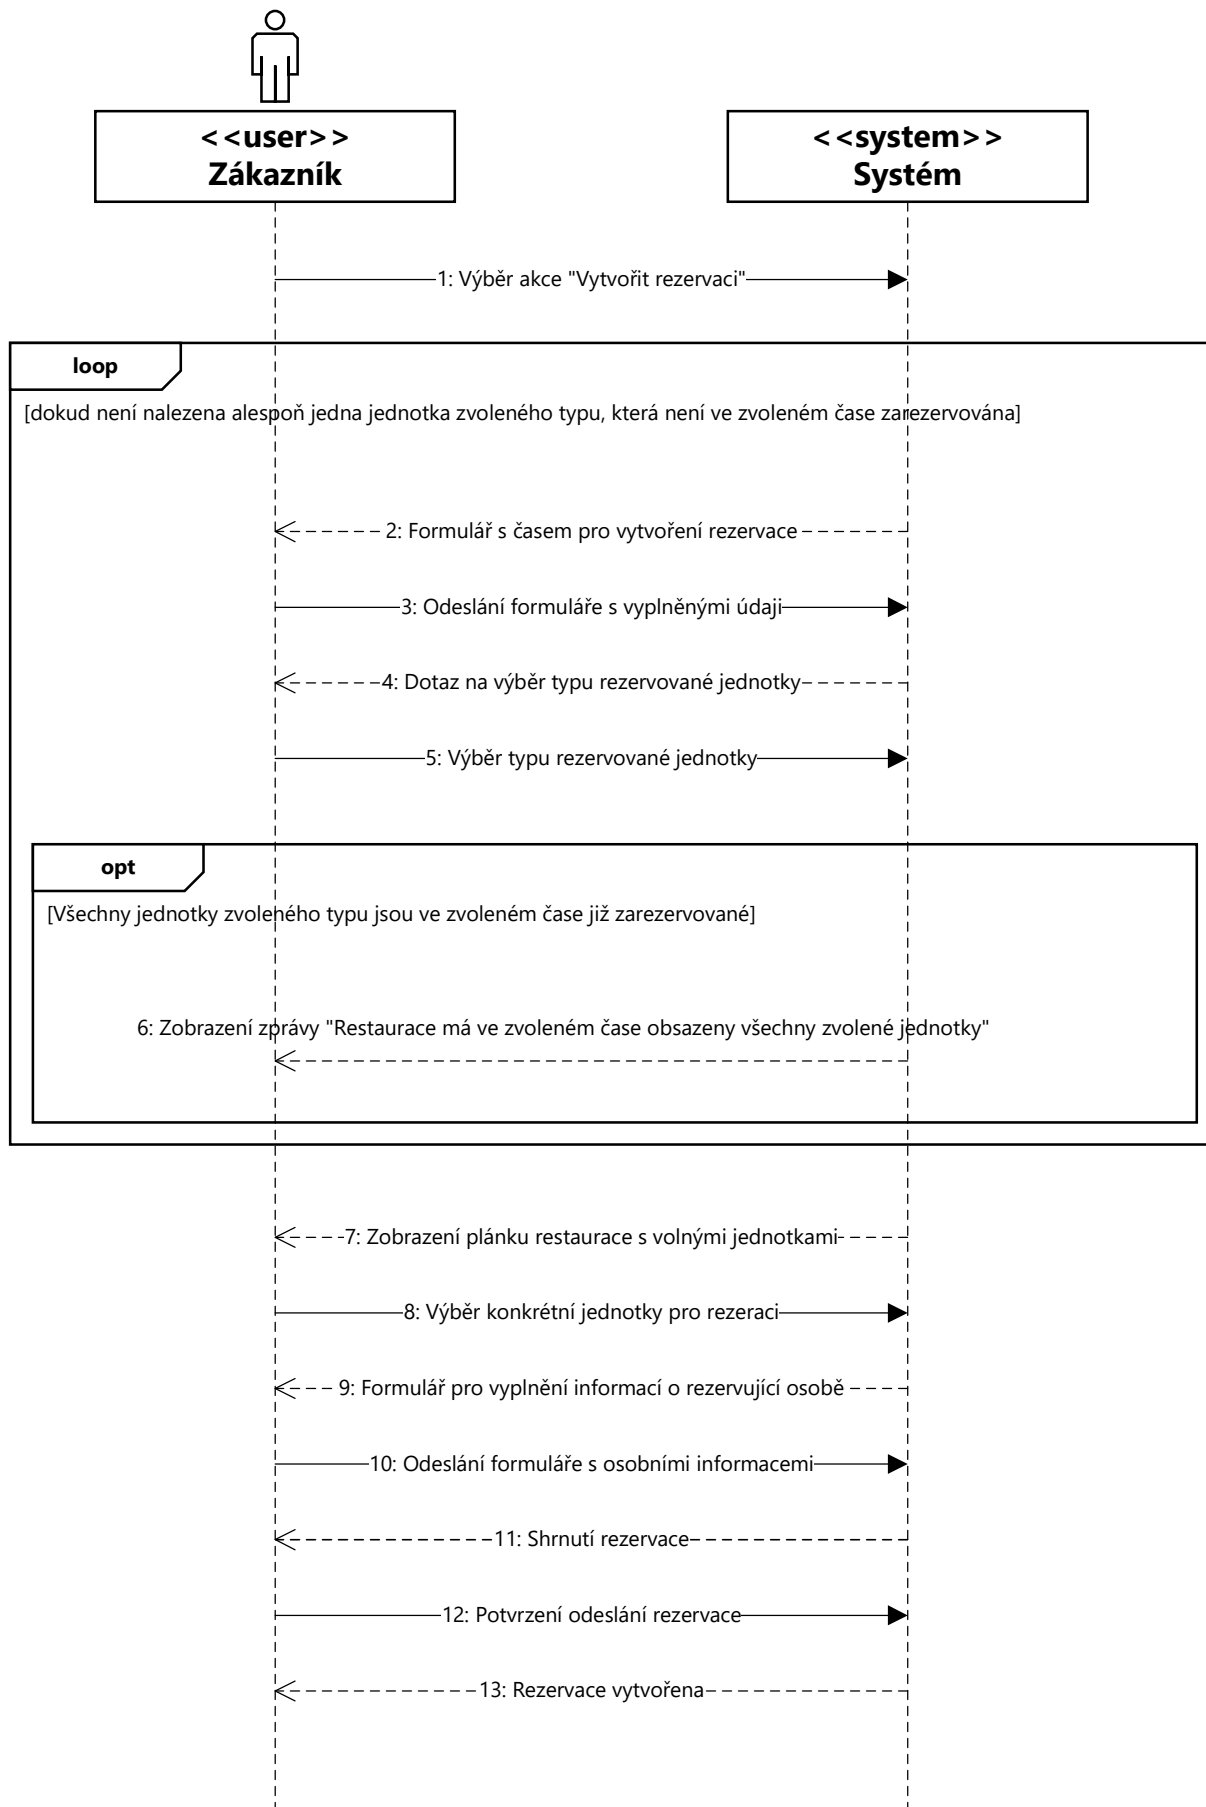 <<user>>
Zákazník
<<system>>
Systém
1: Výběr akce "Vytvořit rezervaci"
loop
[dokud není nalezena alespoň jedna jednotka zvoleného typu, která není ve zvoleném čase zarezervována]
2: Formulář s časem pro vytvoření rezervace
3: Odeslání formuláře s vyplněnými údaji
4: Dotaz na výběr typu rezervované jednotky
5: Výběr typu rezervované jednotky
opt
[Všechny jednotky zvoleného typu jsou ve zvoleném čase již zarezervované]
6: Zobrazení zprávy "Restaurace má ve zvoleném čase obsazeny všechny zvolené jednotky"
7: Zobrazení plánku restaurace s volnými jednotkami
8: Výběr konkrétní jednotky pro rezeraci
9: Formulář pro vyplnění informací o rezervující osobě
10: Odeslání formuláře s osobními informacemi
11: Shrnutí rezervace
12: Potvrzení odeslání rezervace
13: Rezervace vytvořena